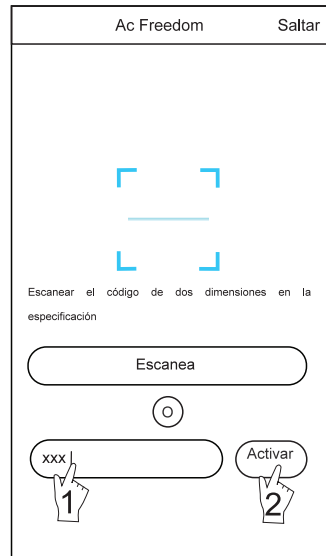 Ac Freedom Saltar
Escanear el código de dos dimensiones en la
especificación
Escanea
O
xxx Activar
1 2